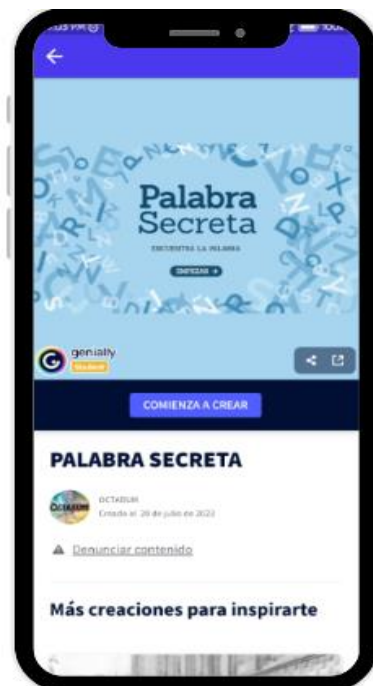 Palabra
Secreta
ENCUENTRA LA PALABRA
EMPEZAR →
genially
Student
COMIENZA A CREAR
PALABRA SECRETA
OCTARUM
Creado el 20 de julio de 2022
Denunciar contenido
Más creaciones para inspirarte